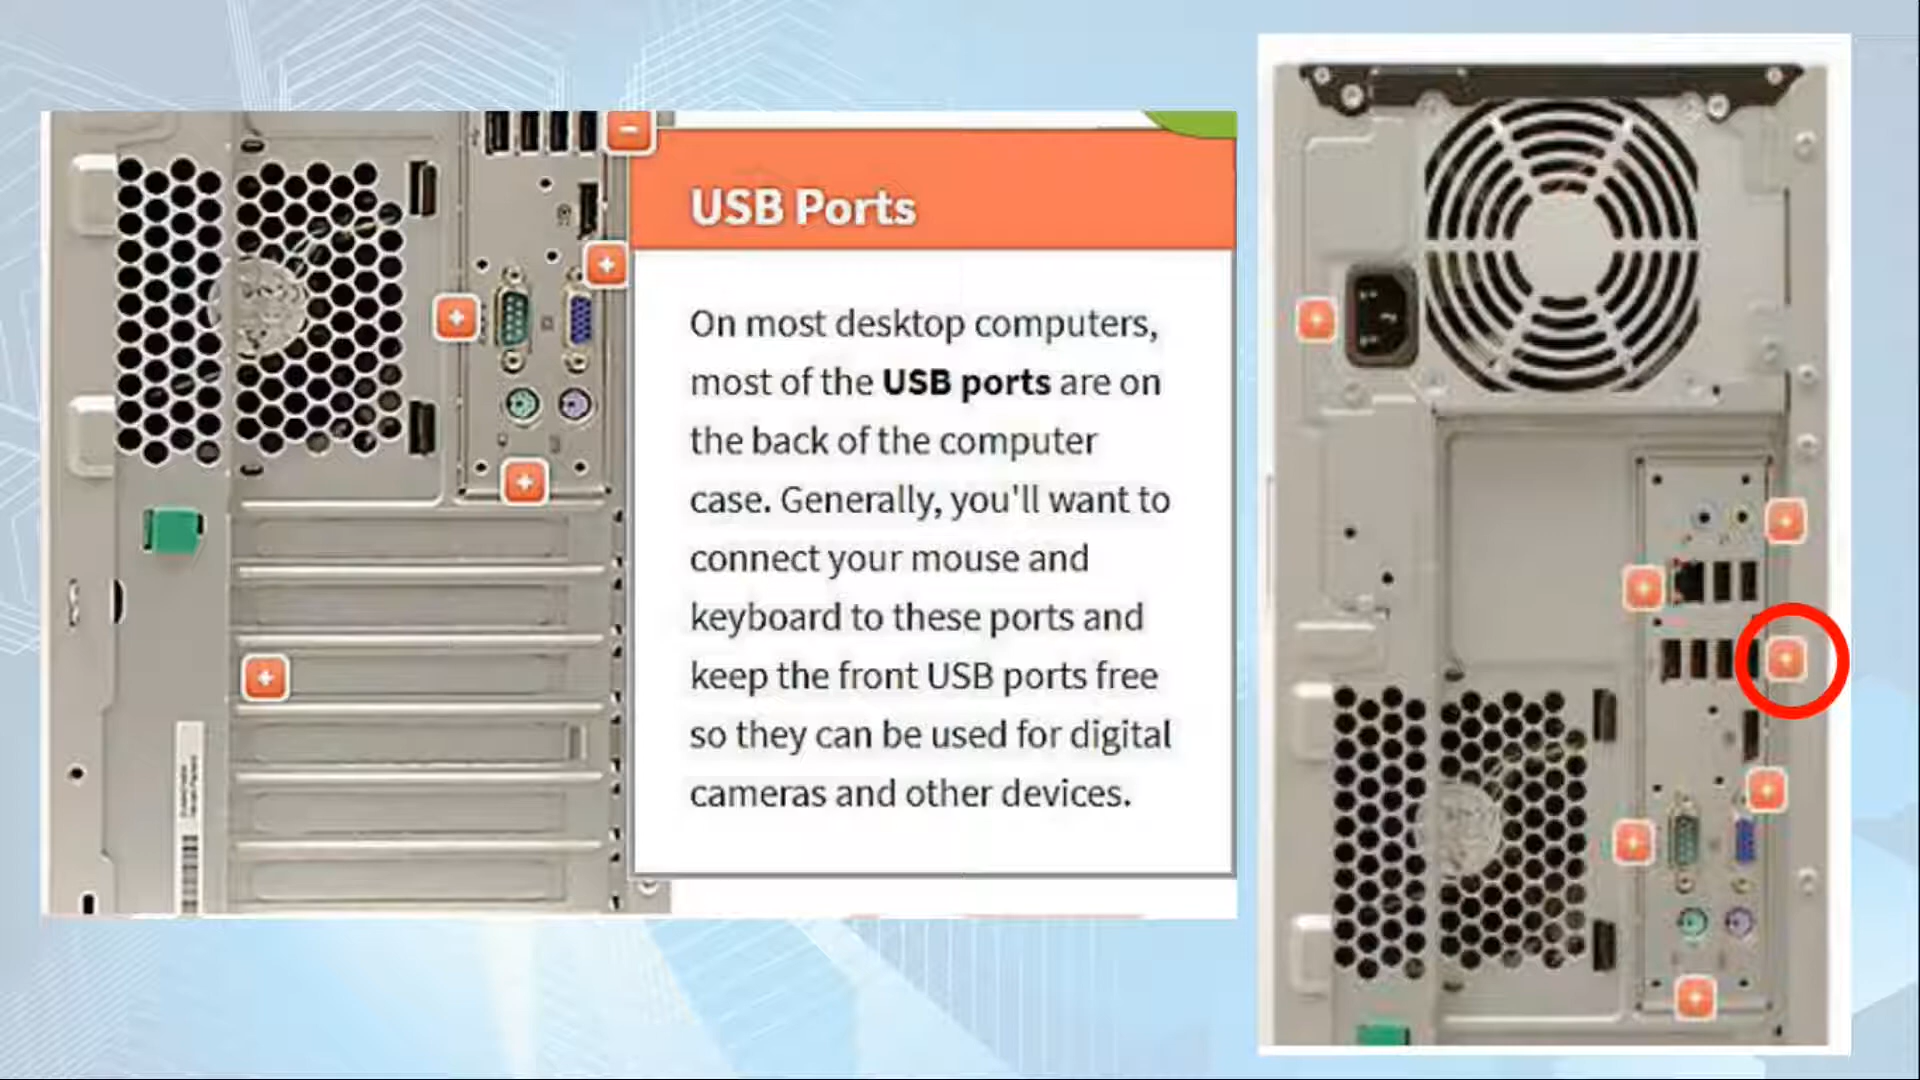 USB Ports
On most desktop computers,
most of the USB ports are on
the back of the computer
case. Generally, you'll want to
connect your mouse and
keyboard to these ports and
keep the front USB ports free
so they can be used for digital
cameras and other devices.